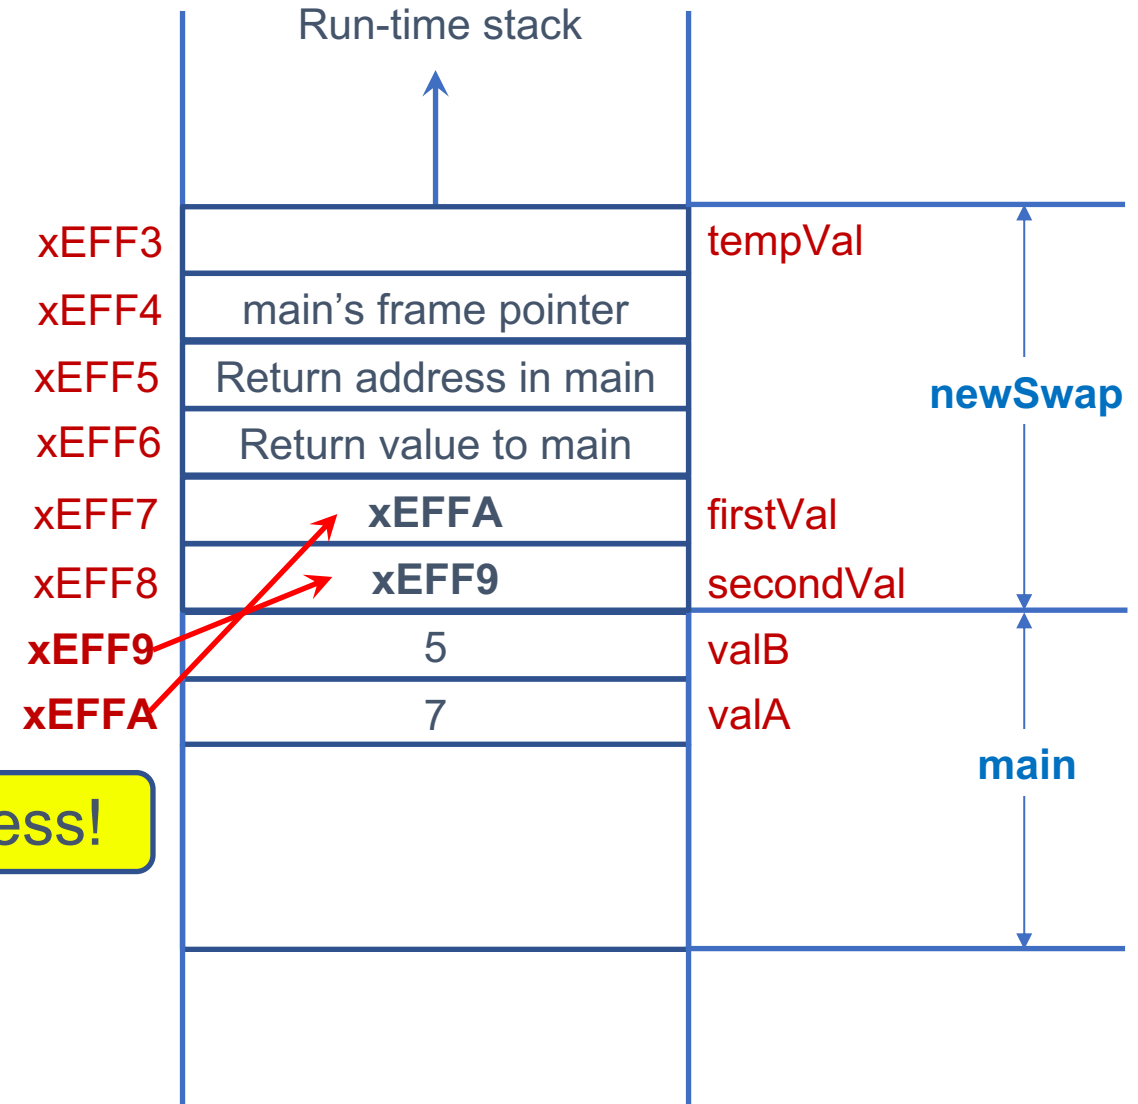 Run-time stack
xEFF3 tempVal
xEFF4 main’s frame pointer
xEFF5 Return address in main
newSwap
xEFF6 Return value to main
xEFF7 xEFFA firstVal
xEFF8 xEFF9 secondVal
xEFF9 5 valB
xEFFA 7 valA
main
ess!